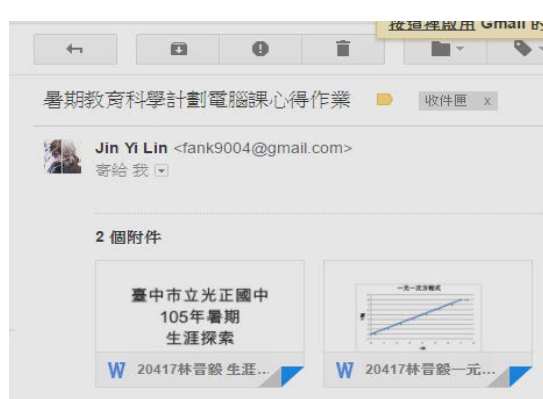 按這裡啟用 Gmail 的
暑期教育科學計劃電腦課心得作業 收件匣 x
Jin Yi Lin <fank9004@gmail.com>
寄給 我
2 個附件
臺中市立光正國中
105年暑期
生涯探索
一元一次方程式
W 20417林晉毅 生涯...
W 20417林晉毅一元...